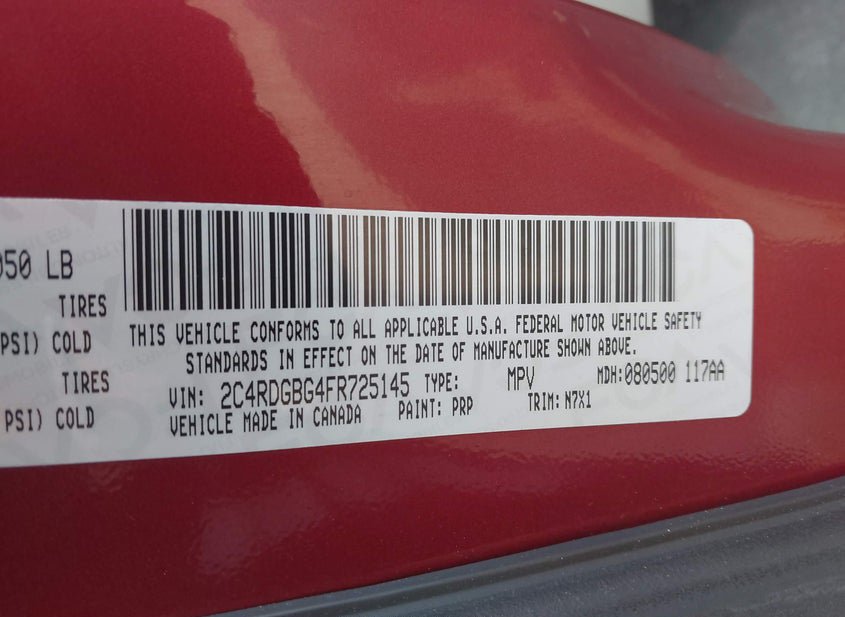 050 LB
TIRES
PSI) COLD
TIRES
PSI) COLD
THIS VEHICLE CONFORMS TO ALL APPLICABLE U.S.A. FEDERAL MOTOR VEHICLE SAFETY
STANDARDS IN EFFECT ON THE DATE OF MANUFACTURE SHOWN ABOVE.
VIN: 2C4RDGBG4FR725145 TYPE: MPV MDH:080500 117AA
VEHICLE MADE IN CANADA PAINT: PRP TRIM: N7X1